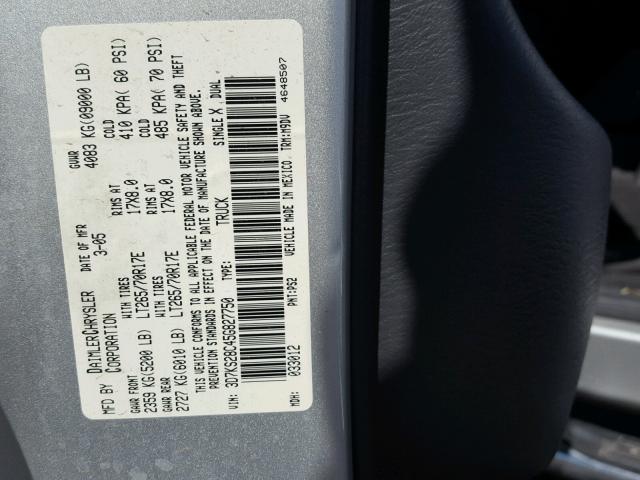 MFD BY DAIMLERCHRYSLER CORPORATION DATE OF MFR 3-05 GVWR 4083 KG(09000 LB)
GAWR FRONT WITH TIRES RIMS AT COLD
2359 KG(5200 LB) LT265/70R17E 17X8.0 410 KPA( 60 PSI)
GAWR REAR WITH TIRES RIMS AT COLD
2727 KG(6010 LB) LT265/70R17E 17X8.0 485 KPA( 70 PSI)
THIS VEHICLE CONFORMS TO ALL APPLICABLE FEDERAL MOTOR VEHICLE SAFETY AND THEFT
PREVENTION STANDARDS IN EFFECT ON THE DATE OF MANUFACTURE SHOWN ABOVE.
SINGLE X DUAL
3D7KS28C45G827750 TYPE: TRUCK
MDH: 033012 PNT:PS2 VEHICLE MADE IN MEXICO. TRM:M9DV 4648507